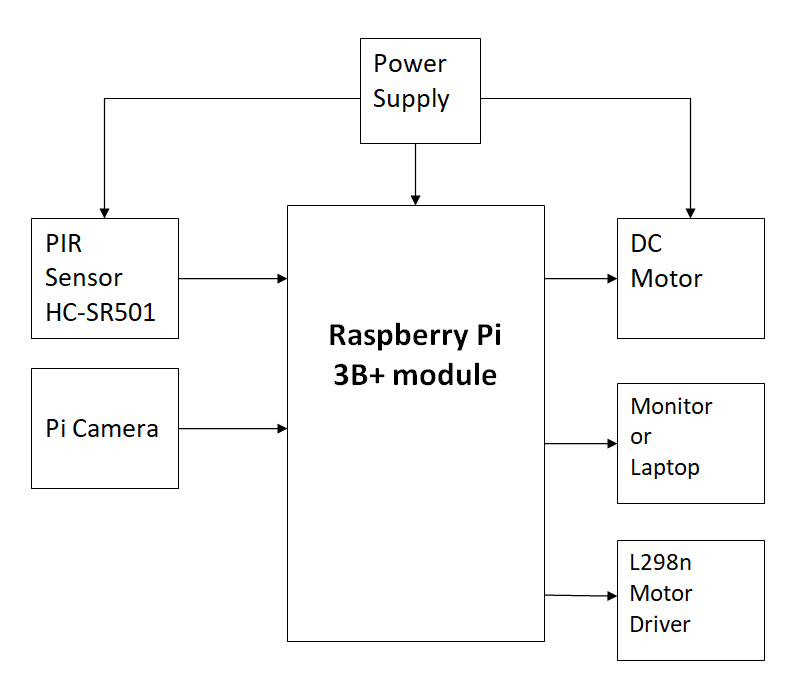 Power
Supply
PIR
Sensor
HC-SR501
DC
Motor
Raspberry Pi
3B+ module
Pi Camera
Monitor
or
Laptop
L298n
Motor
Driver